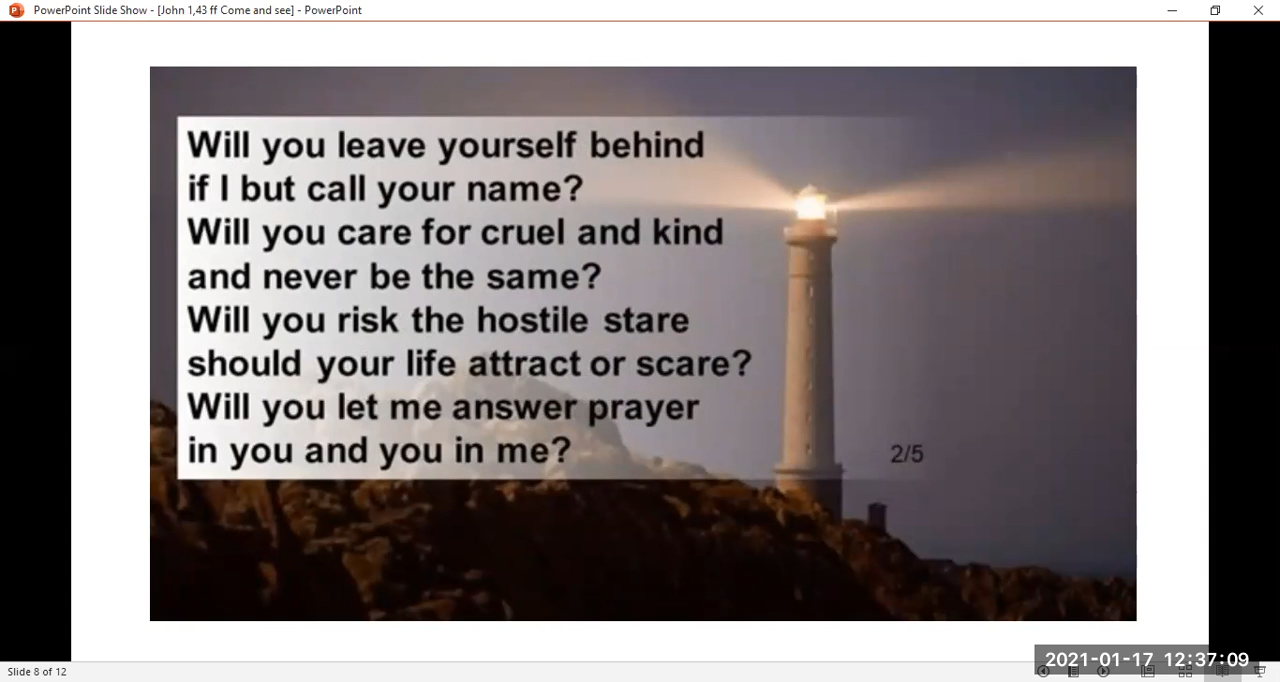 PowerPoint Slide Show - [John 1,43 ff Come and see] - PowerPoint
Will you leave yourself behind
if I but call your name?
Will you care for cruel and kind
and never be the same?
Will you risk the hostile stare
should your life attract or scare?
Will you let me answer prayer
in you and you in me?
2/5
2021-01-17 12:37:09
Slide 8 of 12